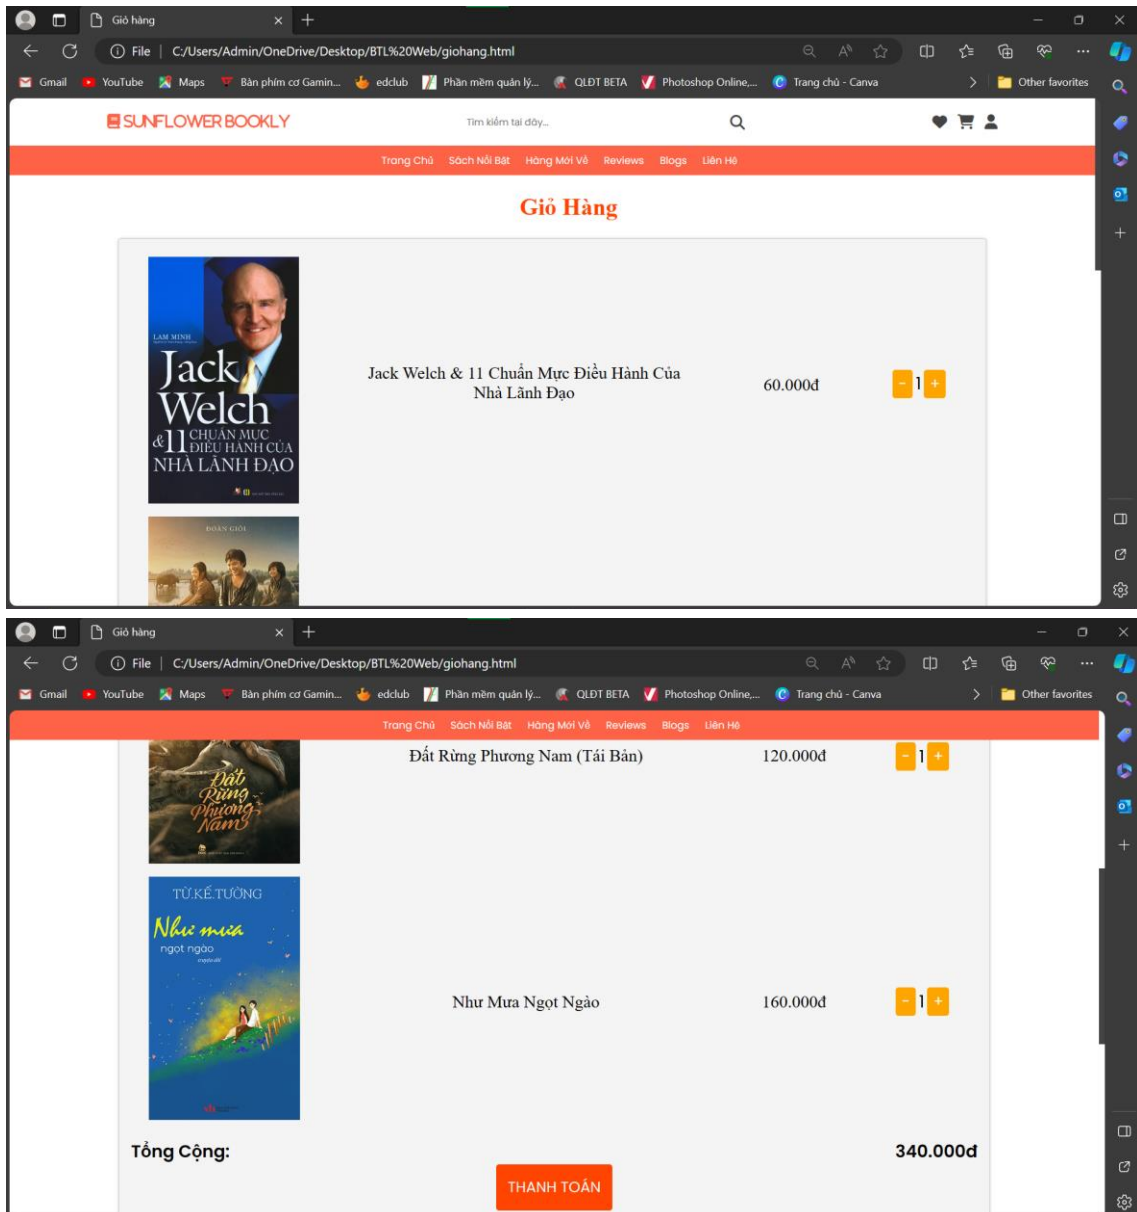 Giỏ hàng
File | C:/Users/Admin/OneDrive/Desktop/BTL%20Web/giohang.html
Gmail YouTube Maps Bàn phím cơ Gamin... edclub Phần mềm quản lý... QLĐT BETA Photoshop Online,... Trang chủ - Canva Other favorites
SUNFLOWER BOOKLY Tìm kiếm tại đây...
Trang Chủ Sách Nổi Bật Hàng Mới Về Reviews Blogs Liên Hệ
Giỏ Hàng
LAM MINH
Jack
Welch
& 11 CHUẨN MỰC
ĐIỀU HÀNH CỦA
NHÀ LÃNH ĐẠO
Jack Welch & 11 Chuẩn Mực Điều Hành Của
Nhà Lãnh Đạo
60.000đ
- 1 +
ĐOÀN GIỎI
Giỏ hàng
File | C:/Users/Admin/OneDrive/Desktop/BTL%20Web/giohang.html
Gmail YouTube Maps Bàn phím cơ Gamin... edclub Phần mềm quản lý... QLĐT BETA Photoshop Online,... Trang chủ - Canva Other favorites
Trang Chủ Sách Nổi Bật Hàng Mới Về Reviews Blogs Liên Hệ
Đất
Rừng
Phương
Nam
Đất Rừng Phương Nam (Tái Bản)
120.000đ
- 1 +
TỪ.KẾ.TƯỜNG
Như mưa
ngọt ngào
Như Mưa Ngọt Ngào
160.000đ
- 1 +
Tổng Cộng: 340.000đ
THANH TOÁN